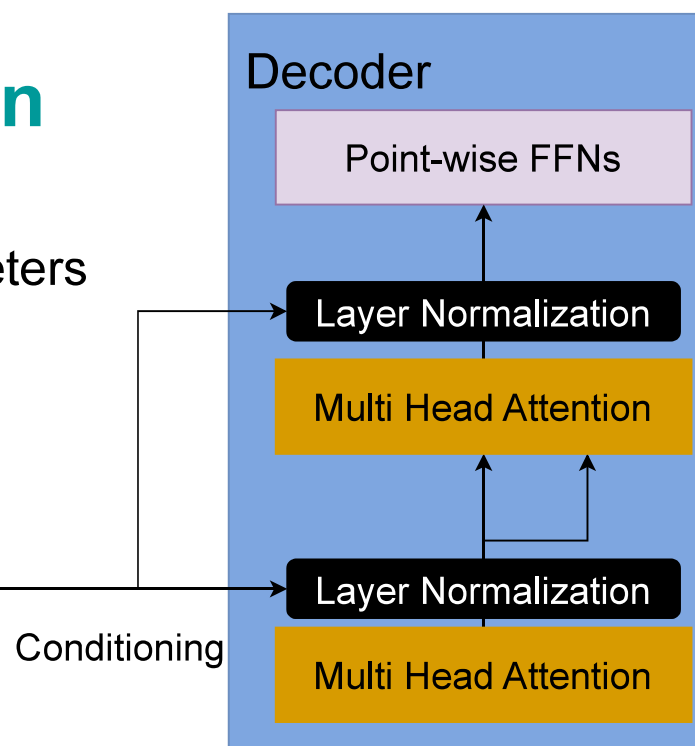 Decoder
n
Point-wise FFNs
eters
Layer Normalization
Multi Head Attention
Layer Normalization
Conditioning
Multi Head Attention